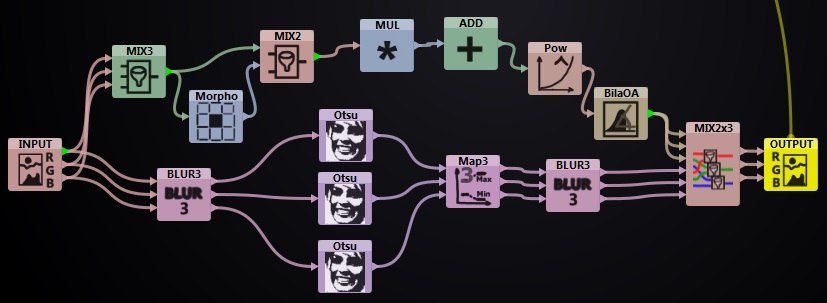 MIX3
MIX2
MUL
*
ADD
+
Pow
Morpho
BilaOA
INPUT
R
G
B
BLUR3
BLUR
3
Otsu
Otsu
Otsu
Map3
3 Max
Min
BLUR3
BLUR
3
MIX2x3
OUTPUT
R
G
B